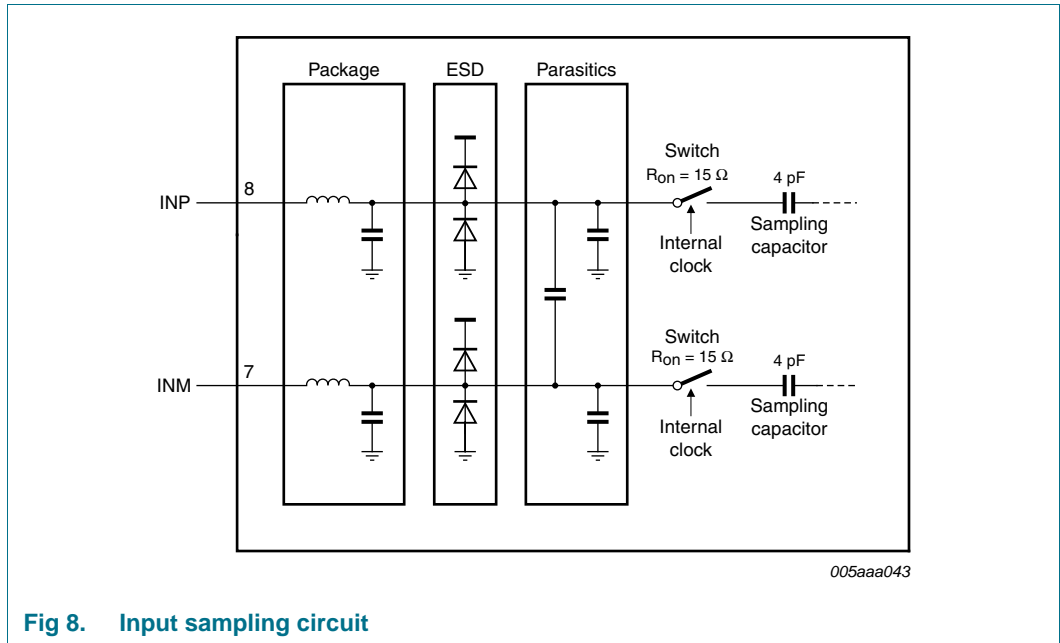 Package ESD Parasitics
Switch
Ron = 15 Ω
4 pF
INP 8
Internal
clock
Sampling
capacitor
Switch
Ron = 15 Ω
4 pF
INM 7
Internal
clock
Sampling
capacitor
005aaa043
Fig 8. Input sampling circuit